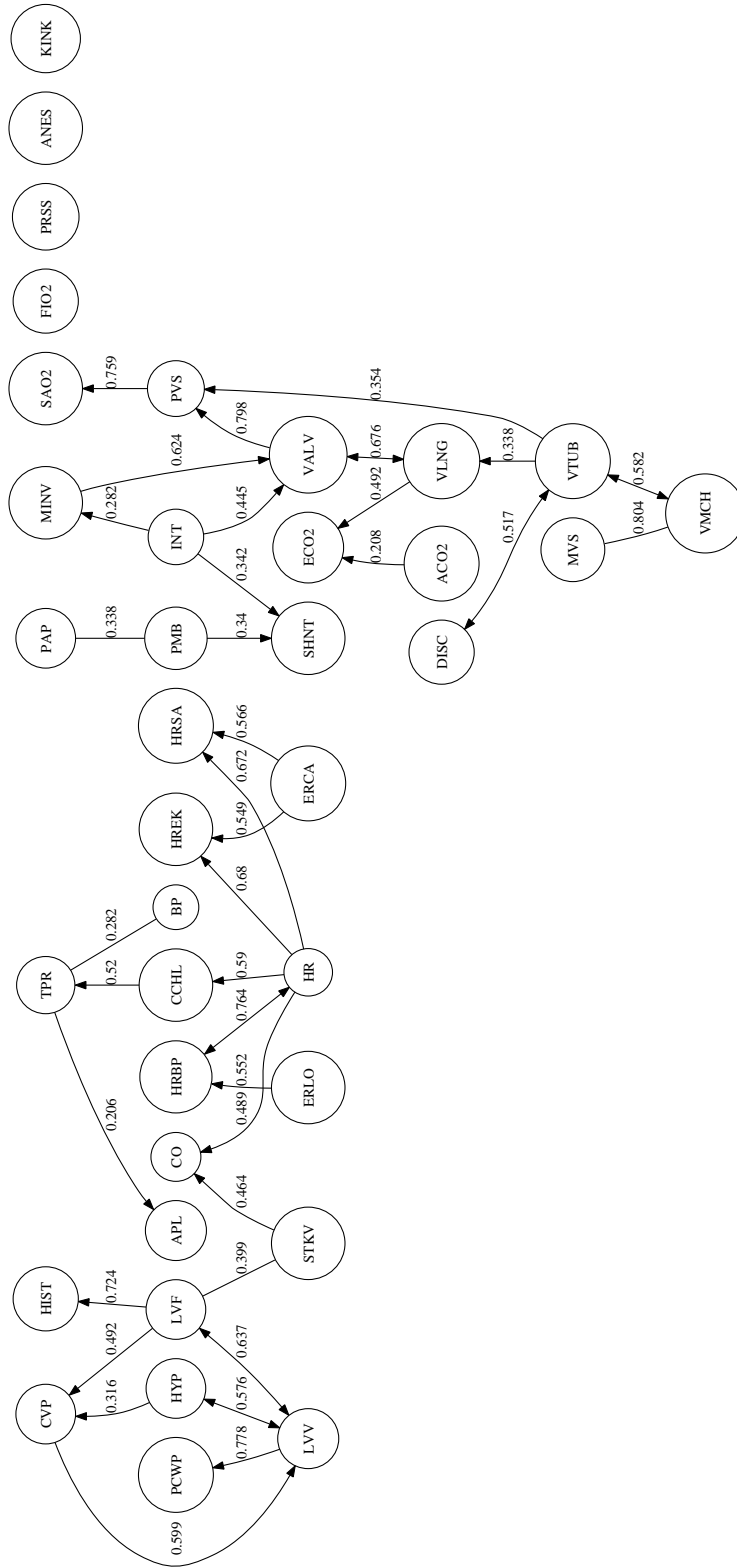 CVP
HIST
TPR
PAP
MINV
SAO2
FIO2
PRSS
ANES
KINK
0.316
0.492
0.724
0.206
0.52
0.282
0.338
0.282
0.624
0.759
PCWP
HYP
LVF
APL
CO
HRBP
CCHL
BP
HREK
HRSA
PMB
INT
PVS
0.599
0.778
0.576
0.637
0.399
0.464
0.489
0.552
0.764
0.59
0.68
0.549
0.672
0.566
0.34
0.342
0.445
0.798
0.354
LVV
STKV
ERLO
HR
ERCA
SHNT
ECO2
VALV
0.208
0.492
0.676
DISC
ACO2
VLNG
0.517
0.338
MVS
VTUB
0.804
0.582
VMCH